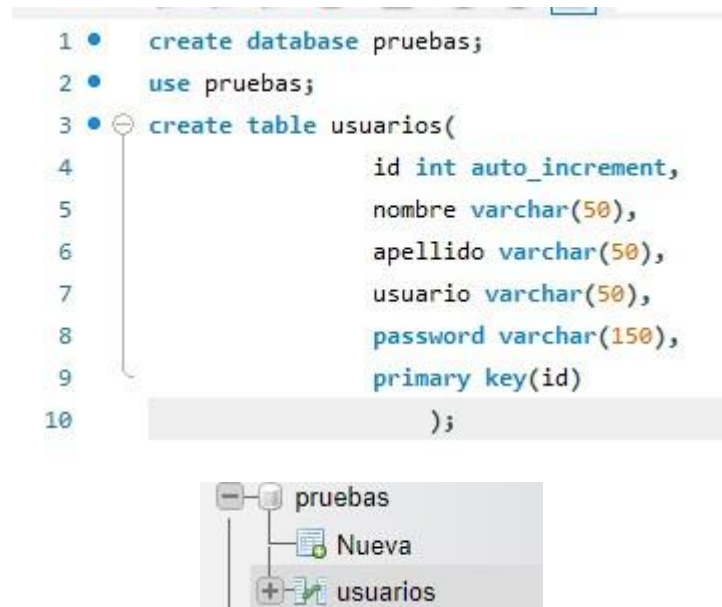 1 create database pruebas;
2 use pruebas;
3 create table usuarios(
4 id int auto_increment,
5 nombre varchar(50),
6 apellido varchar(50),
7 usuario varchar(50),
8 password varchar(150),
9 primary key(id)
10 );
pruebas
Nueva
usuarios